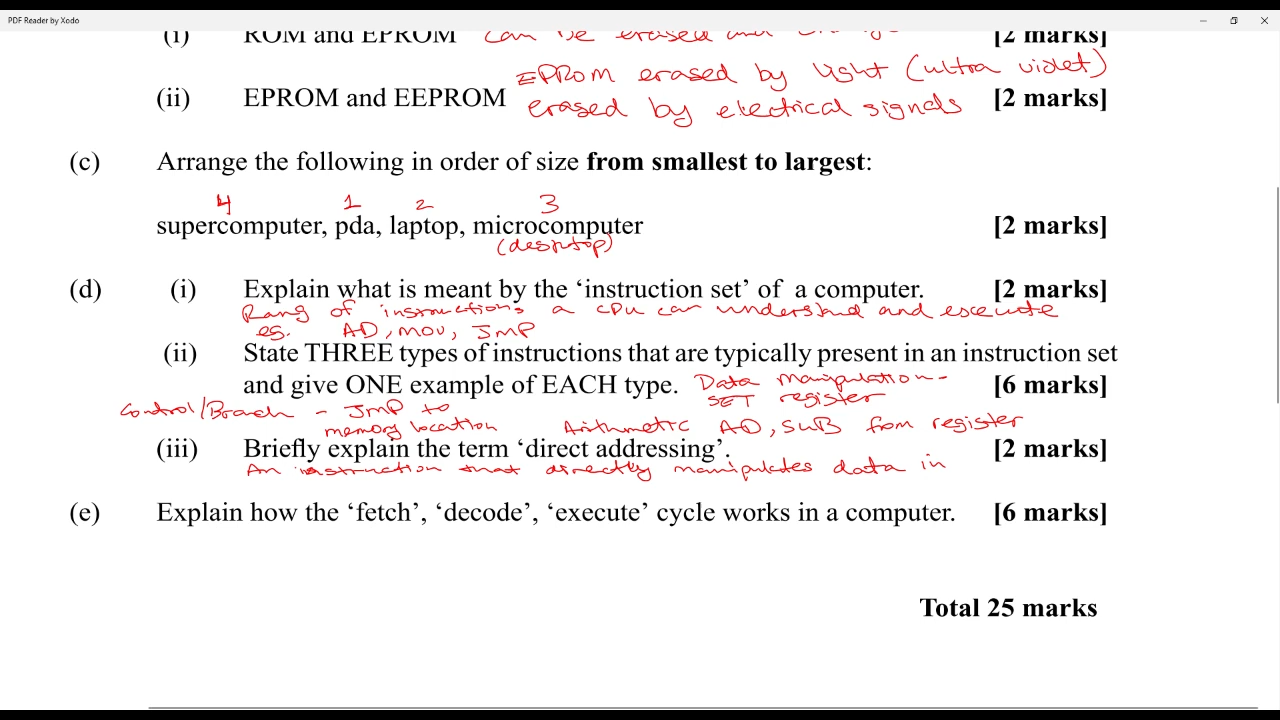 PDF Reader by Xodo
(i) ROM and EPROM can be erased and [2 marks]
EPROM erased by light (ultra violet)
(ii) EPROM and EEPROM erased by electrical signals [2 marks]
(c) Arrange the following in order of size from smallest to largest:
4 1 2 3
supercomputer, pda, laptop, microcomputer [2 marks]
(desktop)
(d) (i) Explain what is meant by the ‘instruction set’ of a computer. [2 marks]
Rang of instructions a CPU can understand and execute
eg. AD, MOV, JMP
(ii) State THREE types of instructions that are typically present in an instruction set
and give ONE example of EACH type. Data manipulation - [6 marks]
SET register
Control/Branch - JMP to
memory location Arithmetic AD, SUB from register
(iii) Briefly explain the term ‘direct addressing’. [2 marks]
An instruction that directly manipulates data in
(e) Explain how the ‘fetch’, ‘decode’, ‘execute’ cycle works in a computer. [6 marks]
Total 25 marks